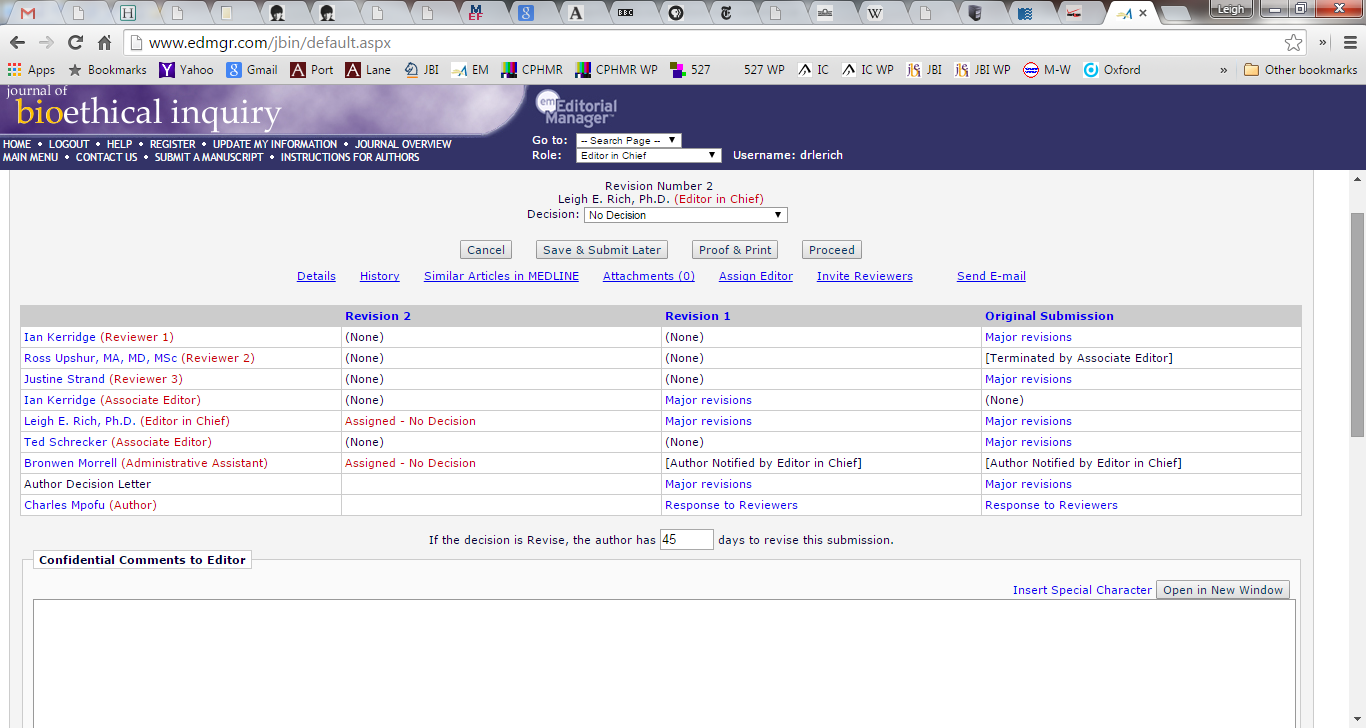 Leigh
www.edmgr.com/jbin/default.aspx
Apps Bookmarks Yahoo Gmail Port Lane JBI EM CPHMR CPHMR WP 527 527 WP IC IC WP JBI JBI WP M-W Oxford » Other bookmarks
journal of
bioethical inquiry
em Editorial Manager™
HOME • LOGOUT • HELP • REGISTER • UPDATE MY INFORMATION • JOURNAL OVERVIEW
MAIN MENU • CONTACT US • SUBMIT A MANUSCRIPT • INSTRUCTIONS FOR AUTHORS
Go to: -- Search Page --
Role: Editor in Chief Username: drlerich
Revision Number 2
Leigh E. Rich, Ph.D. (Editor in Chief)
Decision: No Decision
Cancel Save & Submit Later Proof & Print Proceed
Details History Similar Articles in MEDLINE Attachments (0) Assign Editor Invite Reviewers Send E-mail
Revision 2 Revision 1 Original Submission
Ian Kerridge (Reviewer 1) (None) (None) Major revisions
Ross Upshur, MA, MD, MSc (Reviewer 2) (None) (None) [Terminated by Associate Editor]
Justine Strand (Reviewer 3) (None) (None) Major revisions
Ian Kerridge (Associate Editor) (None) Major revisions (None)
Leigh E. Rich, Ph.D. (Editor in Chief) Assigned - No Decision Major revisions Major revisions
Ted Schrecker (Associate Editor) (None) (None) Major revisions
Bronwen Morrell (Administrative Assistant) Assigned - No Decision [Author Notified by Editor in Chief] [Author Notified by Editor in Chief]
Author Decision Letter Major revisions Major revisions
Charles Mpofu (Author) Response to Reviewers Response to Reviewers
If the decision is Revise, the author has 45 days to revise this submission.
Confidential Comments to Editor
Insert Special Character Open in New Window